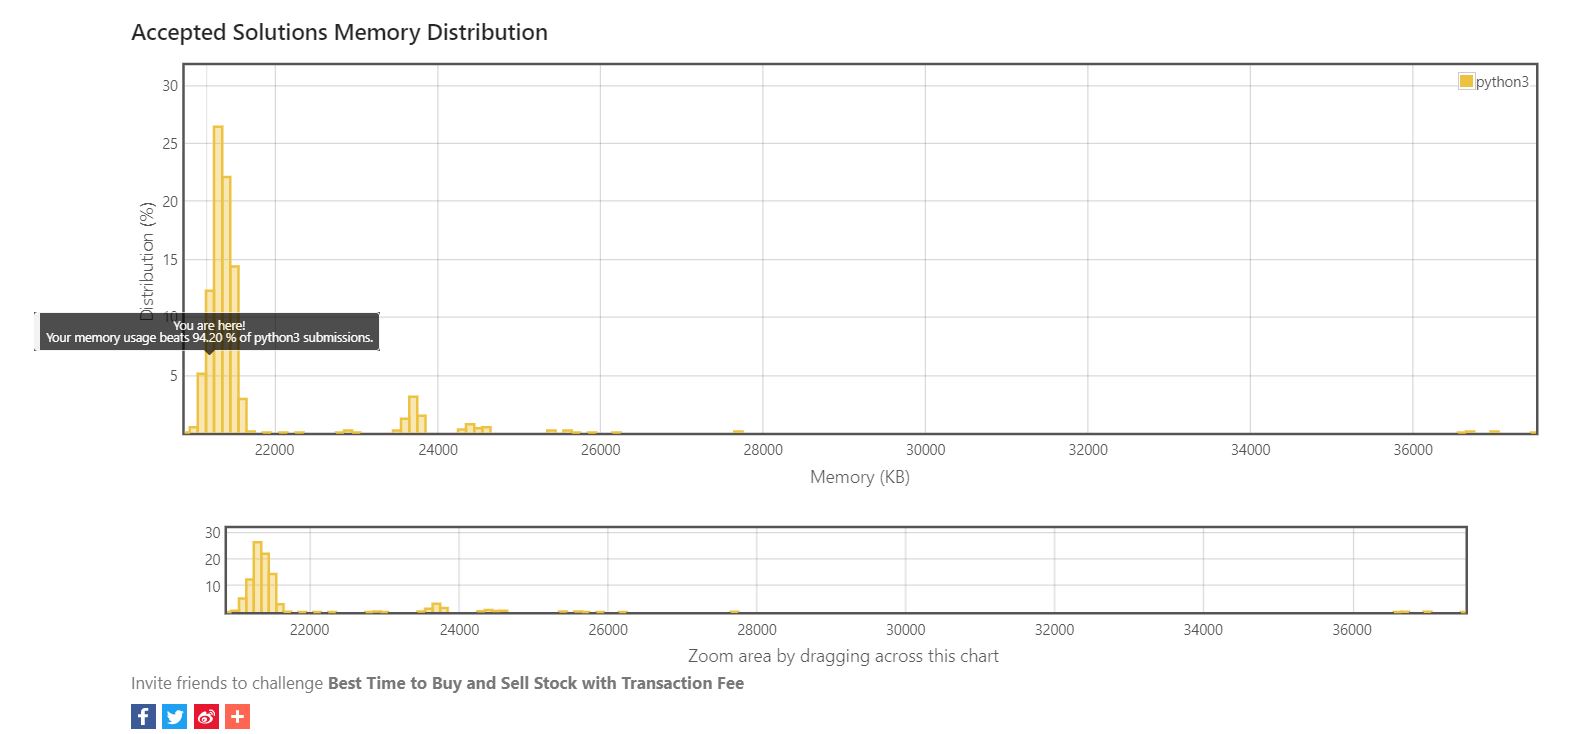 Accepted Solutions Memory Distribution
30
python3
25
20
Distribution (%)
15
10
You are here!
Your memory usage beats 94.20 % of python3 submissions.
5
22000 24000 26000 28000 30000 32000 34000 36000
Memory (KB)
30
20
10
22000 24000 26000 28000 30000 32000 34000 36000
Zoom area by dragging across this chart
Invite friends to challenge Best Time to Buy and Sell Stock with Transaction Fee